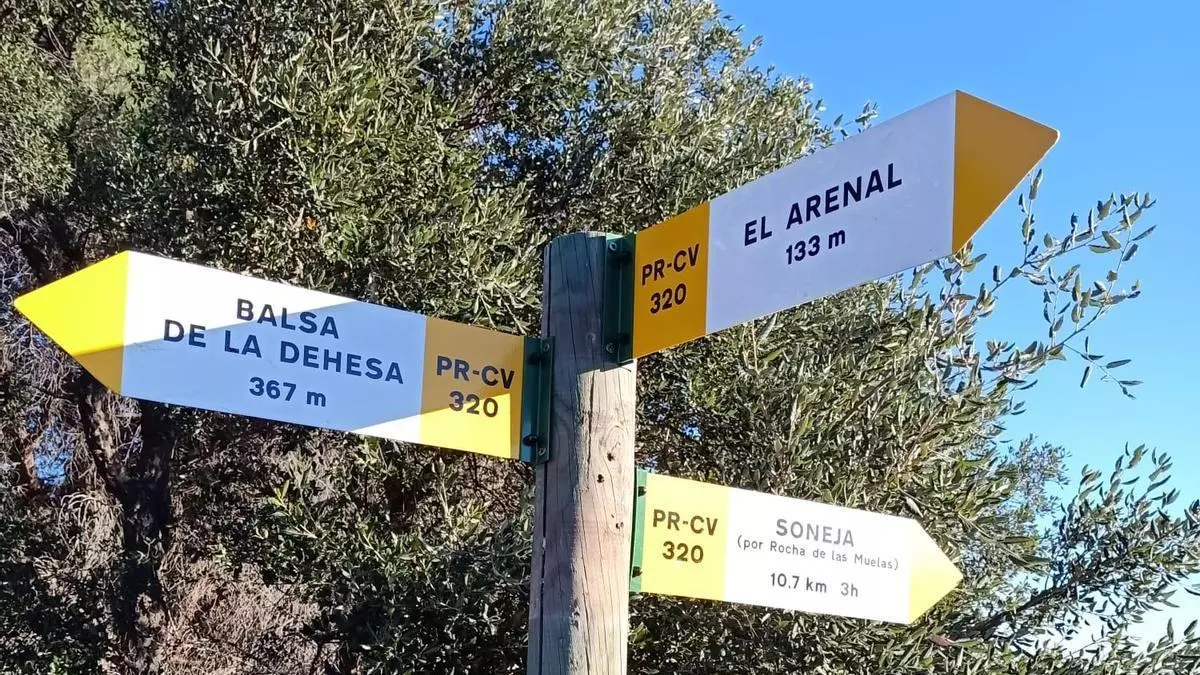 PR-CV
320
EL ARENAL
133 m
BALSA
DE LA DEHESA
367 m
PR-CV
320
PR-CV
320
SONEJA
(por Rocha de las Muelas)
10.7 km 3h